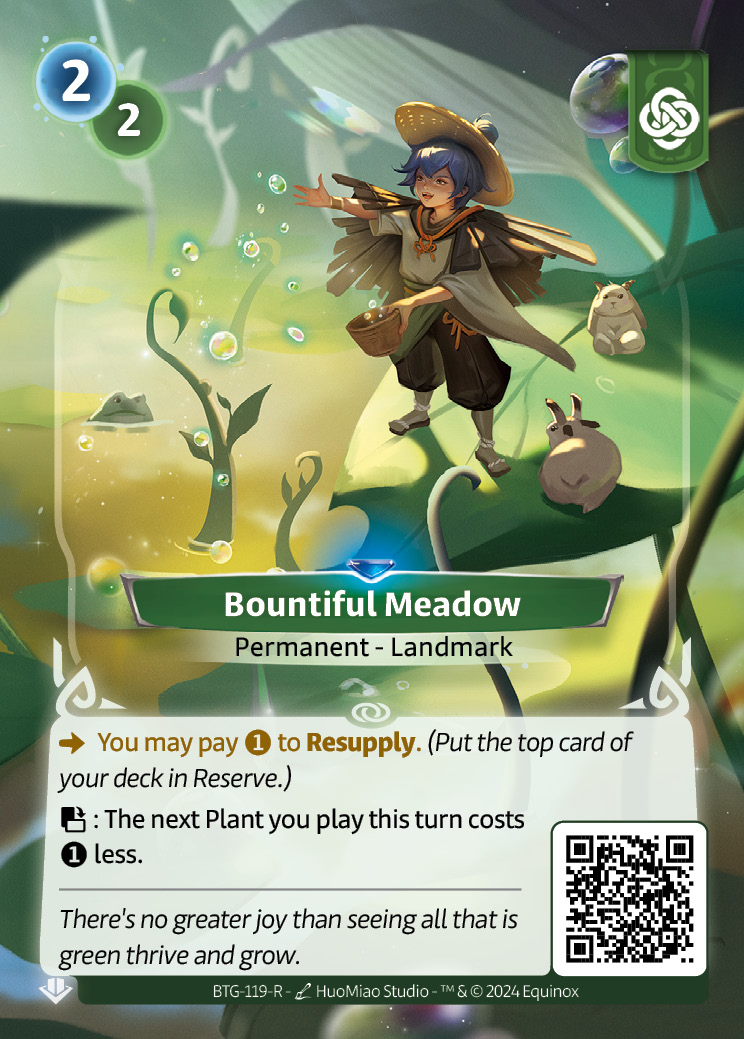 2
2
Bountiful Meadow
Permanent - Landmark
You may pay 1 to Resupply. (Put the top card of
your deck in Reserve.)
: The next Plant you play this turn costs
1 less.
There's no greater joy than seeing all that is
green thrive and grow.
BTG-119-R - HuoMiao Studio - ™ & © 2024 Equinox